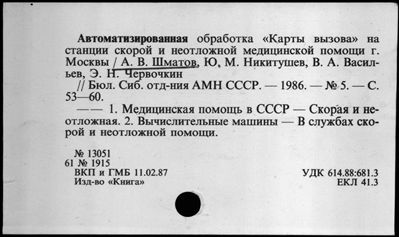 Автоматизированная обработка «Карты вызова» на
станции скорой и неотложной медицинской помощи г.
Москвы / А. В. Шматов, Ю, М. Никитушев, В. А. Васил-
ьев, Э. Н. Червочкин
// Бюл. Сиб. отд-ния АМН СССР. — 1986. — № 5. — С.
53—60.
— — 1. Медицинская помощь в СССР — Скорая и не-
отложная. 2. Вычислительные машины — В службах ско-
рой и неотложной помощи.
№ 13051
61 № 1915
ВКП и ГМБ 11.02.87 УДК 614.88:681.3
Изд-во «Книга» ЕКЛ 41.3